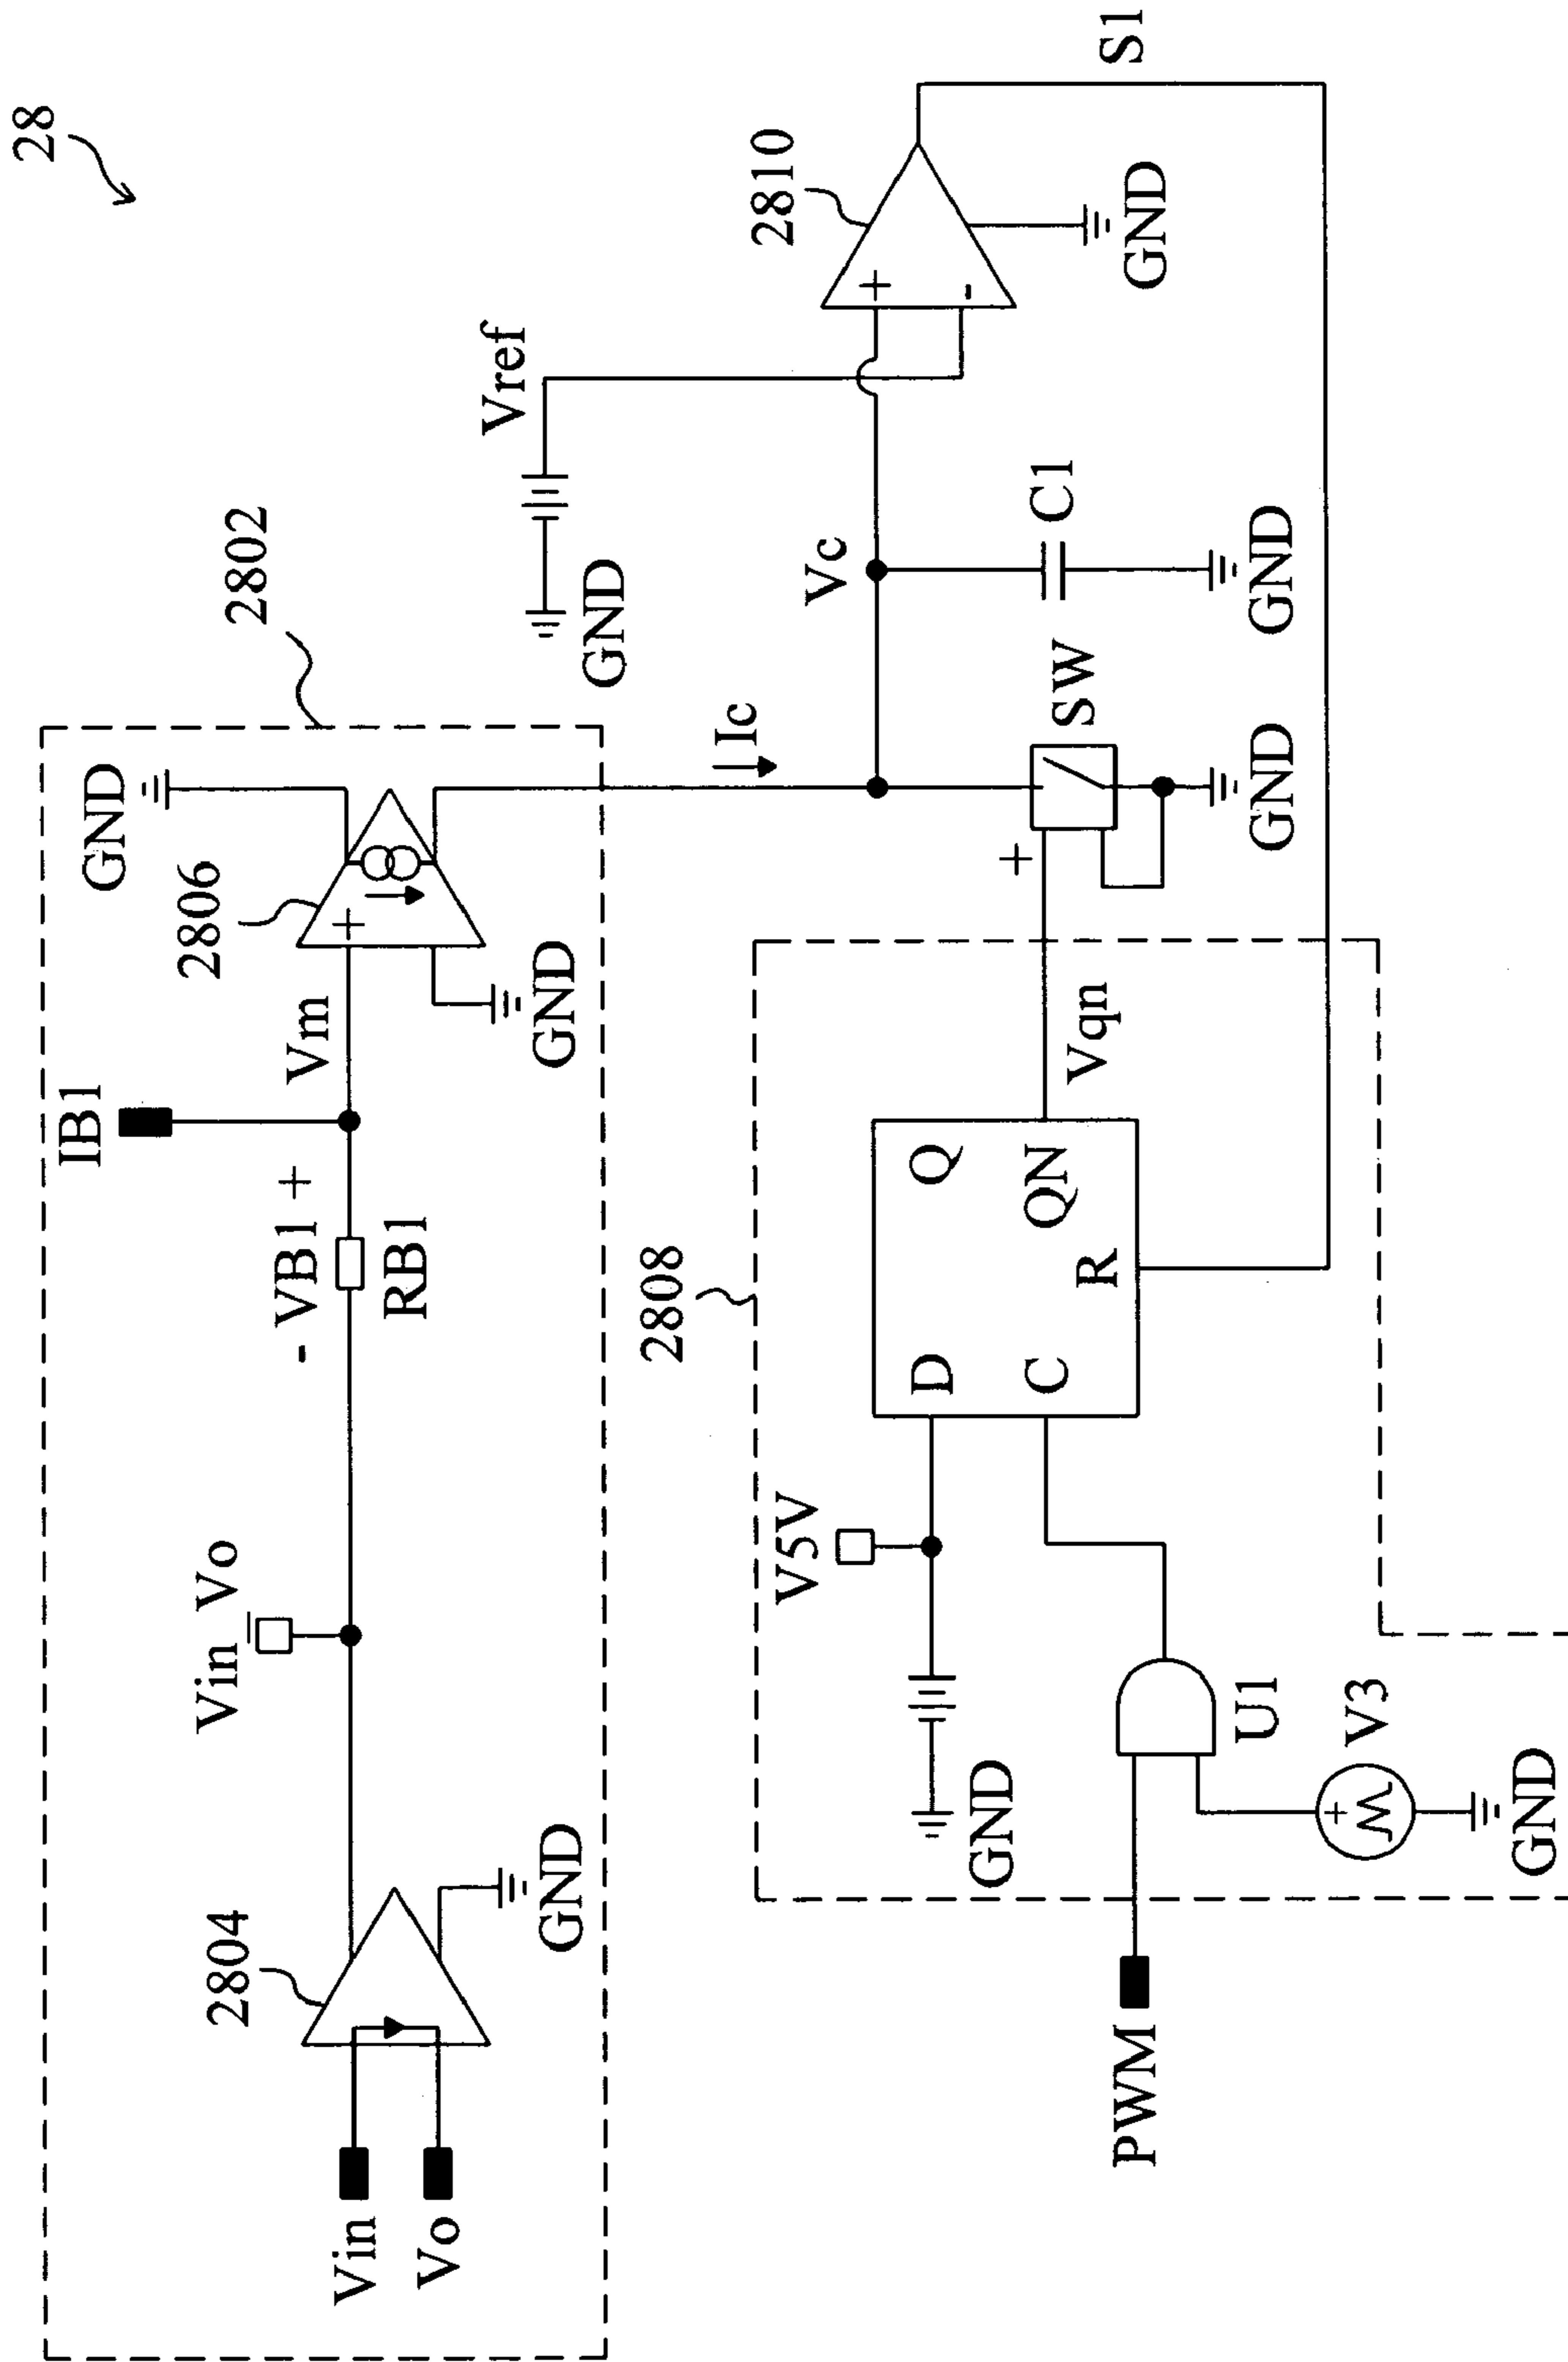 28
2802
2804
Vin
Vo
GND
Vin_Vo
- VB1 +
RB1
IB1
Vm
2806
+
GND
GND
Ic
Vref
GND
Vc
2810
+
-
GND
S1
C1
GND
SW
+
GND
2808
V5V
GND
D
Q
C
QN
R
Vqn
PWM
U1
V3
+
GND